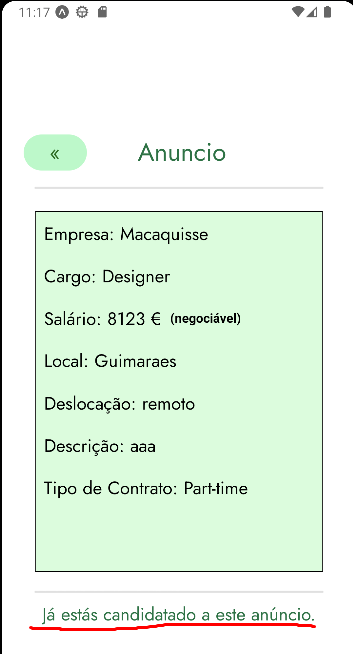 11:17
«
Anuncio
Empresa: Macaquisse
Cargo: Designer
Salário: 8123 € (negociável)
Local: Guimaraes
Deslocação: remoto
Descrição: aaa
Tipo de Contrato: Part-time
Já estás candidatado a este anúncio.